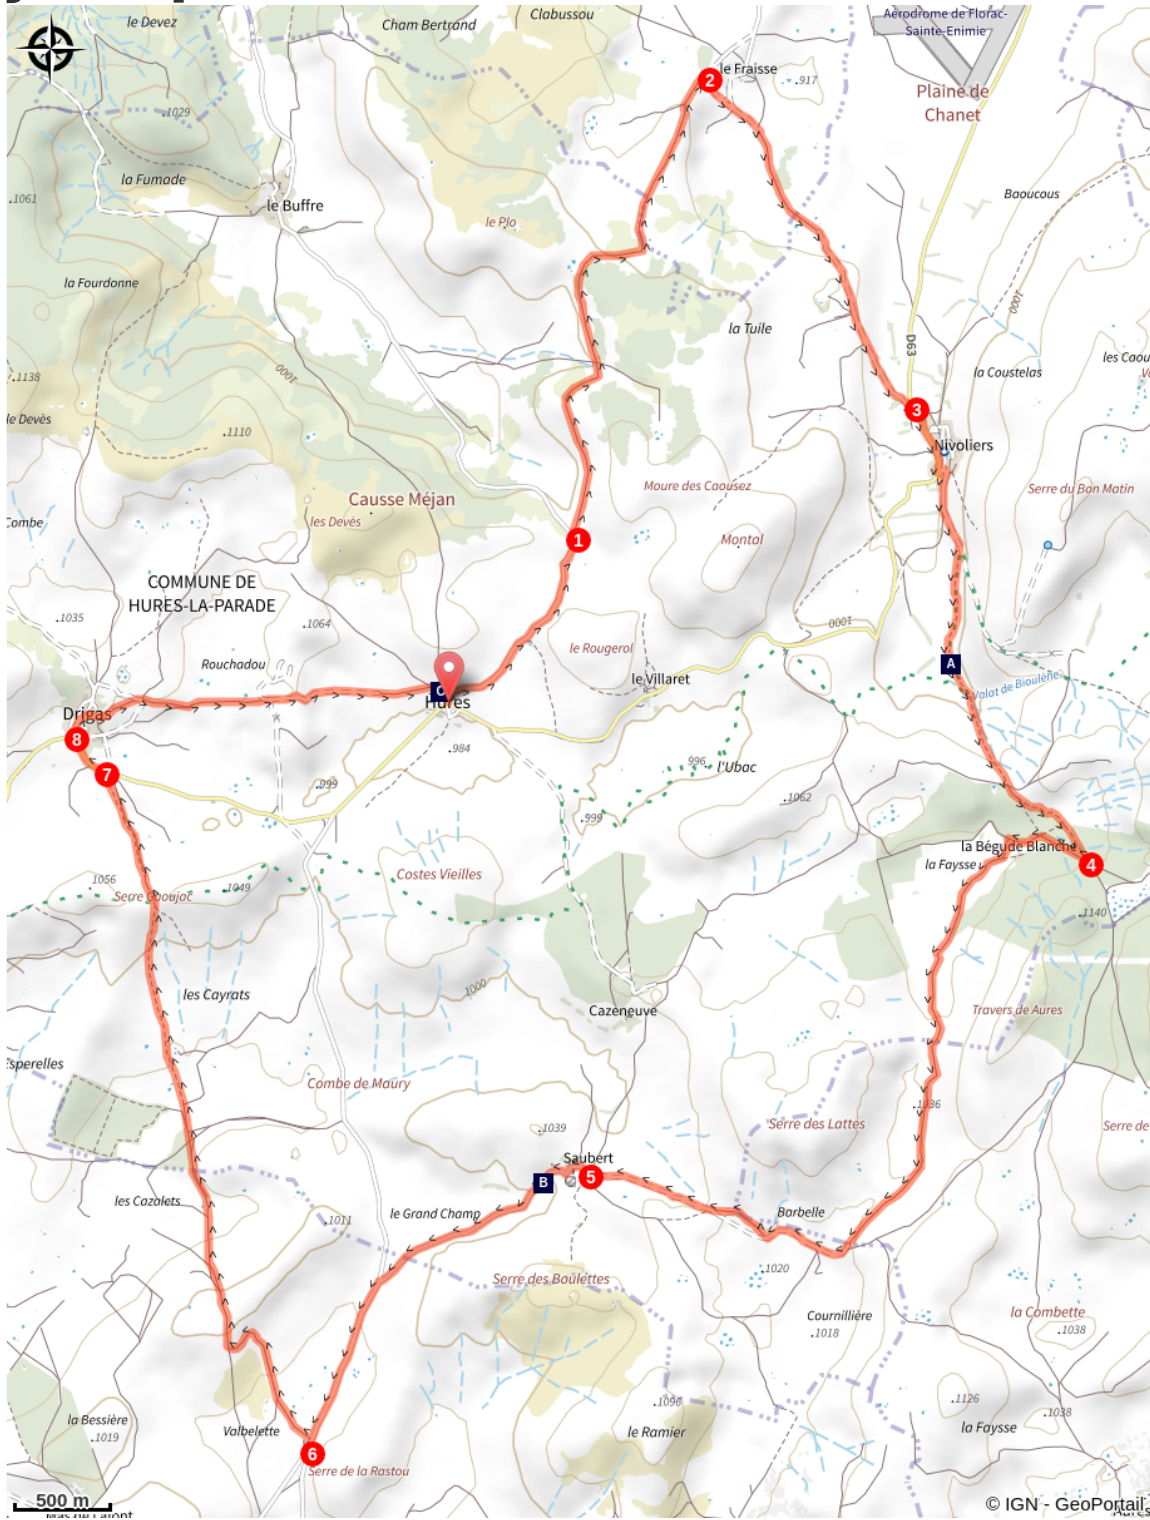 le Devez
Cham Bertrand
Clabussou
Aérodrome de Florac-
Sainte-Enimie
le Fraisse
2
.917
Plaine de
Chanet
.1029
la Fumade
.1061
le Buffre
Baoucous
le Plo
la Fourdonne
1000
1000
la Tuile
D63
la Coustelas
les Caou
.1138
le Devès
.1110
3
Nivoliers
Causse Méjan
les Devès
Moure des Caousez
Serre du Bon Matin
Combe
1
Montal
COMMUNE DE
HURES-LA-PARADE
.1035
.1064
le Rougerol
1000
Rouchadou
le Villaret
A
Valat de Bioulène
Drigas
Hures
8
.984
7
996.
l'Ubac
.999
.1062
.999
la Bégude Blanche
la Faysse
4
.1056
Serre Goujoc
.1049
Costes Vieilles
.1140
les Cayrats
1000
Cazeneuve
Travers de Aures
Esperelles
Combe de Maury
.1036
Serre des Lattes
Serre de
.1039
Saubert
B
5
les Cazalets
.1011
le Grand Champ
Barbelle
Serre des Boulettes
.1020
Cournillière
.1018
la Combette
.1038
.1126
.1038
la Bessière
.1019
Valbelette
.1096
le Ramier
la Faysse
6
Serre de la Rastou
500 m
© IGN - GeoPortail